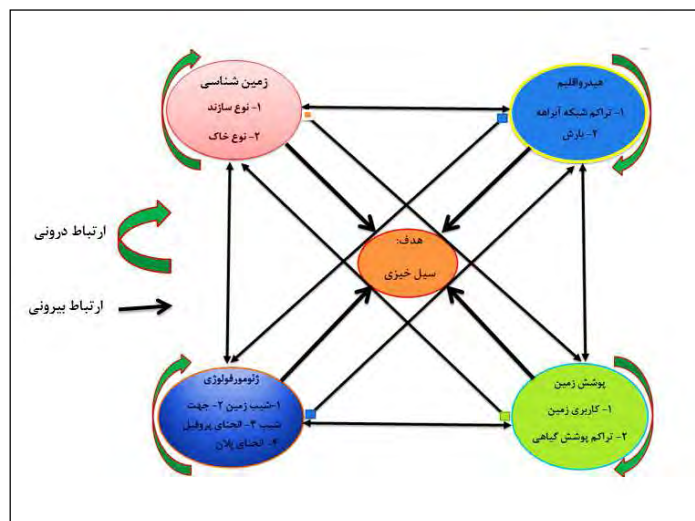 زمین شناسی
۱- نوع سازند
۲- نوع خاک
هیدرواقلیم
۱- تراکم شبکه آبراهه
۲- بارش
هدف:
سیل خیزی
ارتباط درونی
ارتباط بیرونی
ژئومورفولوژی
۱-شیب زمین ۲- جهت
شیب ۳- انحنای پروفیل
۴- انحنای پلان
پوشش زمین
۱- کاربری زمین
۲- تراکم پوشش گیاهی